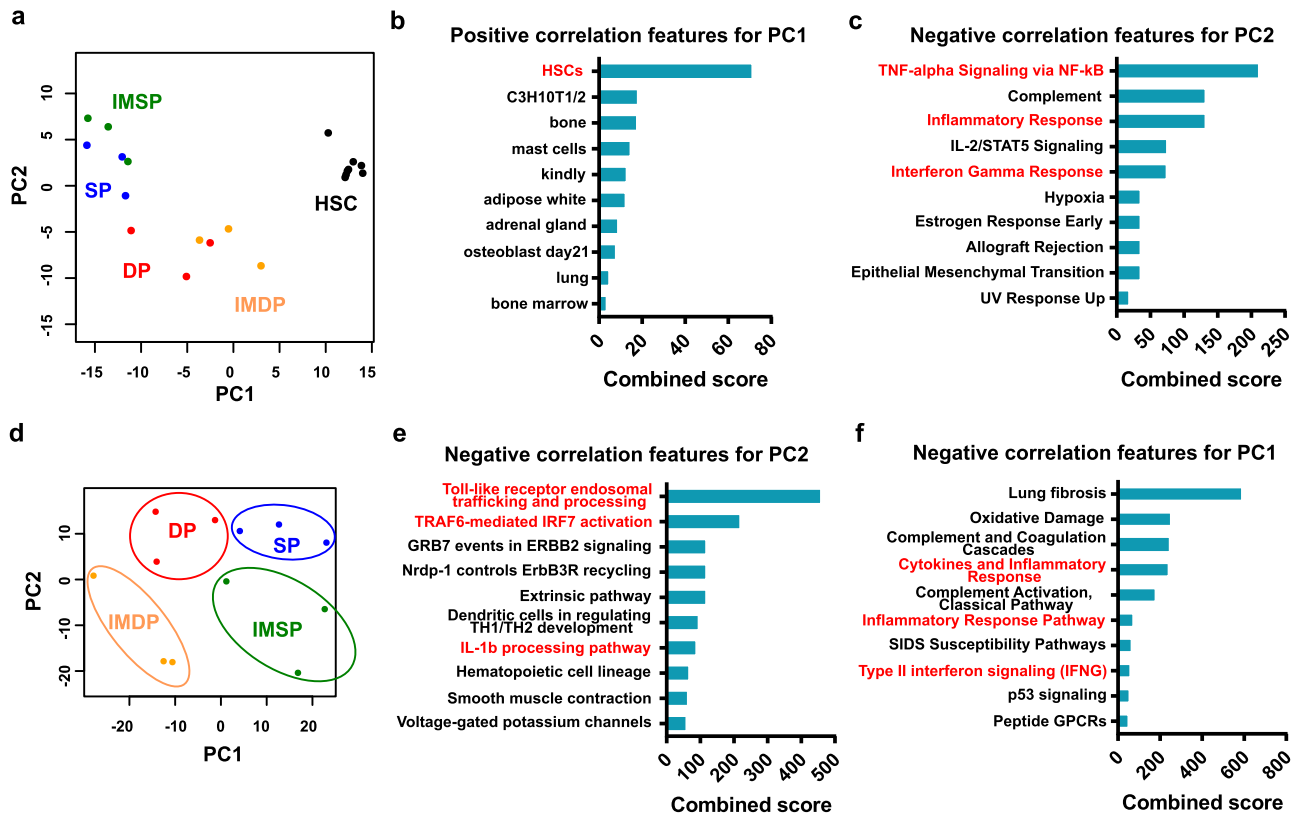 a
IMSP
SP
DP
IMDP
HSC
PC2
10
5
0
-5
-10
-15
-15
-10
-5
0
5
10
15
PC1
b
Positive correlation features for PC1
HSCs
C3H10T1/2
bone
mast cells
kindly
adipose white
adrenal gland
osteoblast day21
lung
bone marrow
0
20
40
60
80
Combined score
c
Negative correlation features for PC2
TNF-alpha Signaling via NF-kB
Complement
Inflammatory Response
IL-2/STAT5 Signaling
Interferon Gamma Response
Hypoxia
Estrogen Response Early
Allograft Rejection
Epithelial Mesenchymal Transition
UV Response Up
0
50
100
150
200
250
Combined score
d
DP
SP
IMDP
IMSP
PC2
10
0
-10
-20
-20
-10
0
10
20
PC1
e
Negative correlation features for PC2
Toll-like receptor endosomal
trafficking and processing
TRAF6-mediated IRF7 activation
GRB7 events in ERBB2 signaling
Nrdp-1 controls ErbB3R recycling
Extrinsic pathway
Dendritic cells in regulating
TH1/TH2 development
IL-1b processing pathway
Hematopoietic cell lineage
Smooth muscle contraction
Voltage-gated potassium channels
0
100
200
300
400
500
Combined score
f
Negative correlation features for PC1
Lung fibrosis
Oxidative Damage
Complement and Coagulation
Cascades
Cytokines and Inflammatory
Response
Complement Activation,
Classical Pathway
Inflammatory Response Pathway
SIDS Susceptibility Pathways
Type II interferon signaling (IFNG)
p53 signaling
Peptide GPCRs
0
200
400
600
800
Combined score